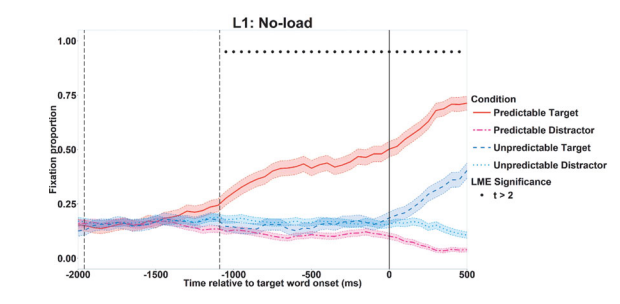 L1: No-load
1.00
0.75
0.50
0.25
0.00
Fixation proportion
-2000 -1500 -1000 -500 0 500
Time relative to target word onset (ms)
Condition
Predictable Target
Predictable Distractor
Unpredictable Target
Unpredictable Distractor
LME Significance
t > 2